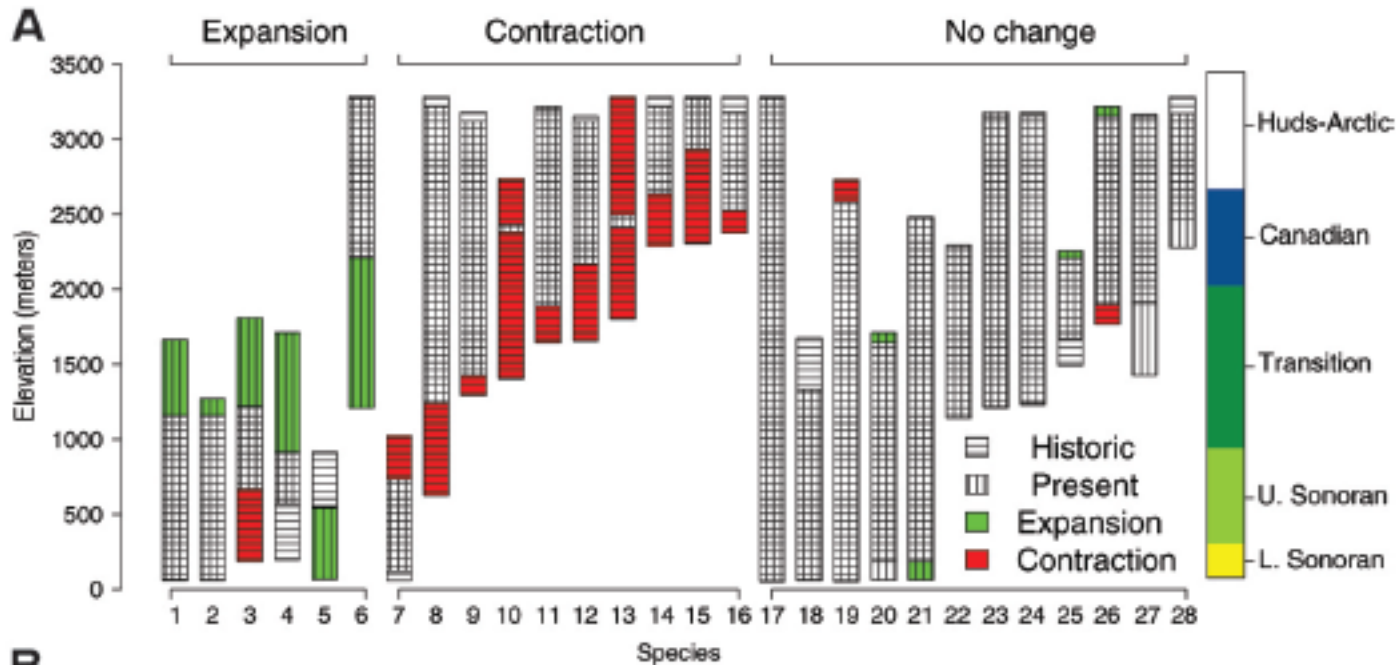 A
Expansion Contraction No change
3500
3000
2500
2000
1500
1000
500
0
Elevation (meters)
Huds-Arctic
Canadian
Transition
U. Sonoran
L. Sonoran
Historic
Present
Expansion
Contraction
1 2 3 4 5 6 7 8 9 10 11 12 13 14 15 16 17 18 19 20 21 22 23 24 25 26 27 28
Species